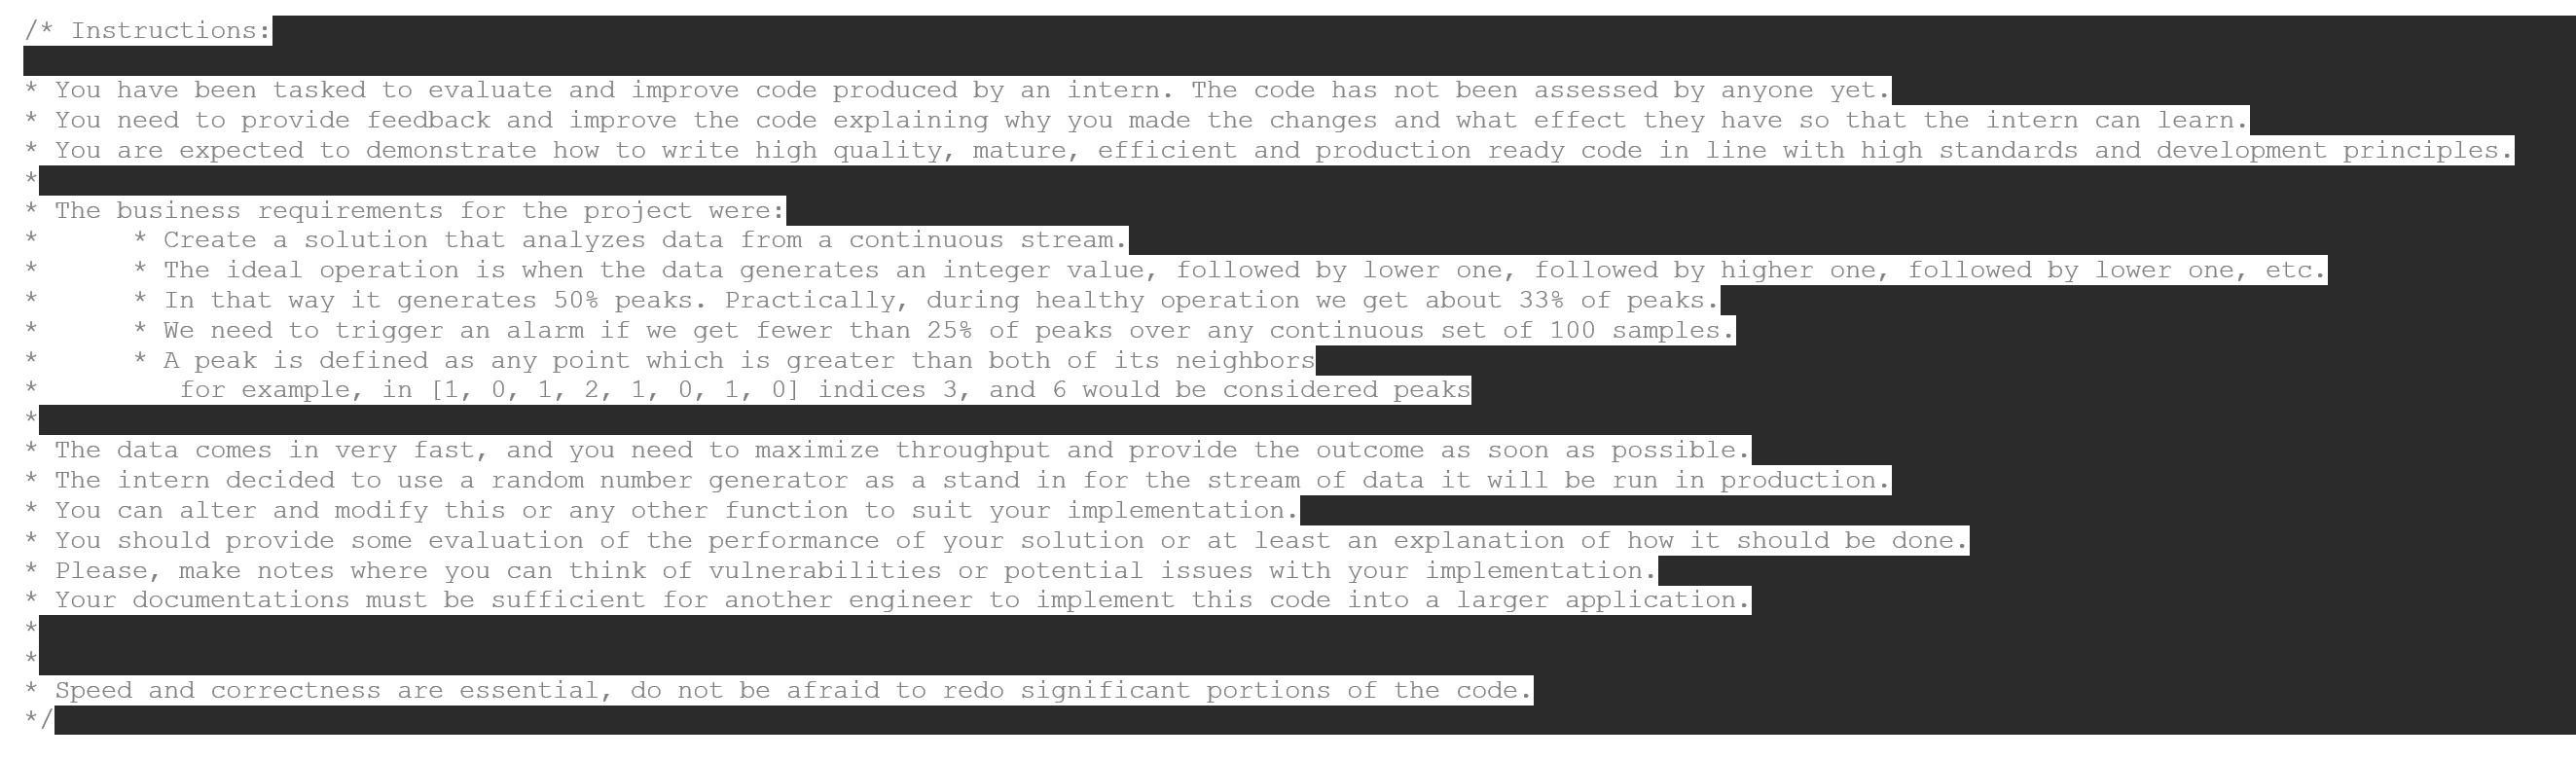 /* Instructions:
* You have been tasked to evaluate and improve code produced by an intern. The code has not been assessed by anyone yet.
* You need to provide feedback and improve the code explaining why you made the changes and what effect they have so that the intern can learn.
* You are expected to demonstrate how to write high quality, mature, efficient and production ready code in line with high standards and development principles.
*
* The business requirements for the project were:
*      * Create a solution that analyzes data from a continuous stream.
*      * The ideal operation is when the data generates an integer value, followed by lower one, followed by higher one, followed by lower one, etc.
*      * In that way it generates 50% peaks. Practically, during healthy operation we get about 33% of peaks.
*      * We need to trigger an alarm if we get fewer than 25% of peaks over any continuous set of 100 samples.
*      * A peak is defined as any point which is greater than both of its neighbors
*         for example, in [1, 0, 1, 2, 1, 0, 1, 0] indices 3, and 6 would be considered peaks
*
* The data comes in very fast, and you need to maximize throughput and provide the outcome as soon as possible.
* The intern decided to use a random number generator as a stand in for the stream of data it will be run in production.
* You can alter and modify this or any other function to suit your implementation.
* You should provide some evaluation of the performance of your solution or at least an explanation of how it should be done.
* Please, make notes where you can think of vulnerabilities or potential issues with your implementation.
* Your documentations must be sufficient for another engineer to implement this code into a larger application.
*
*
* Speed and correctness are essential, do not be afraid to redo significant portions of the code.
*/